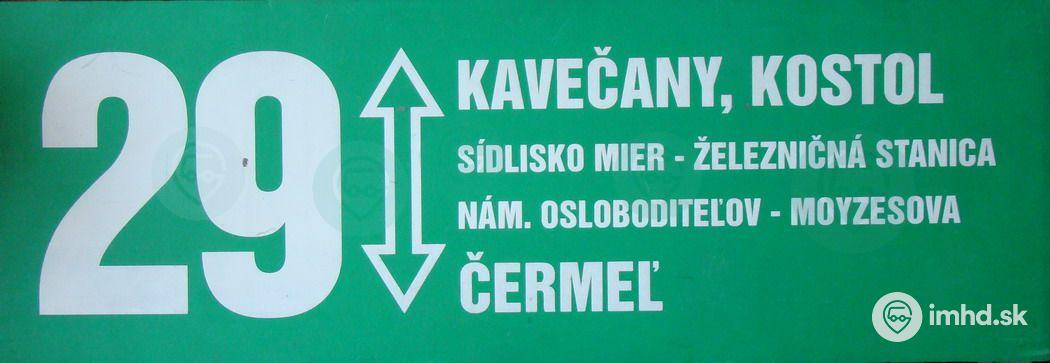 29
KAVEČANY, KOSTOL
SÍDLISKO MIER - ŽELEZNIČNÁ STANICA
NÁM. OSLOBODITEĽOV - MOYZESOVA
ČERMEĽ
imhd.sk